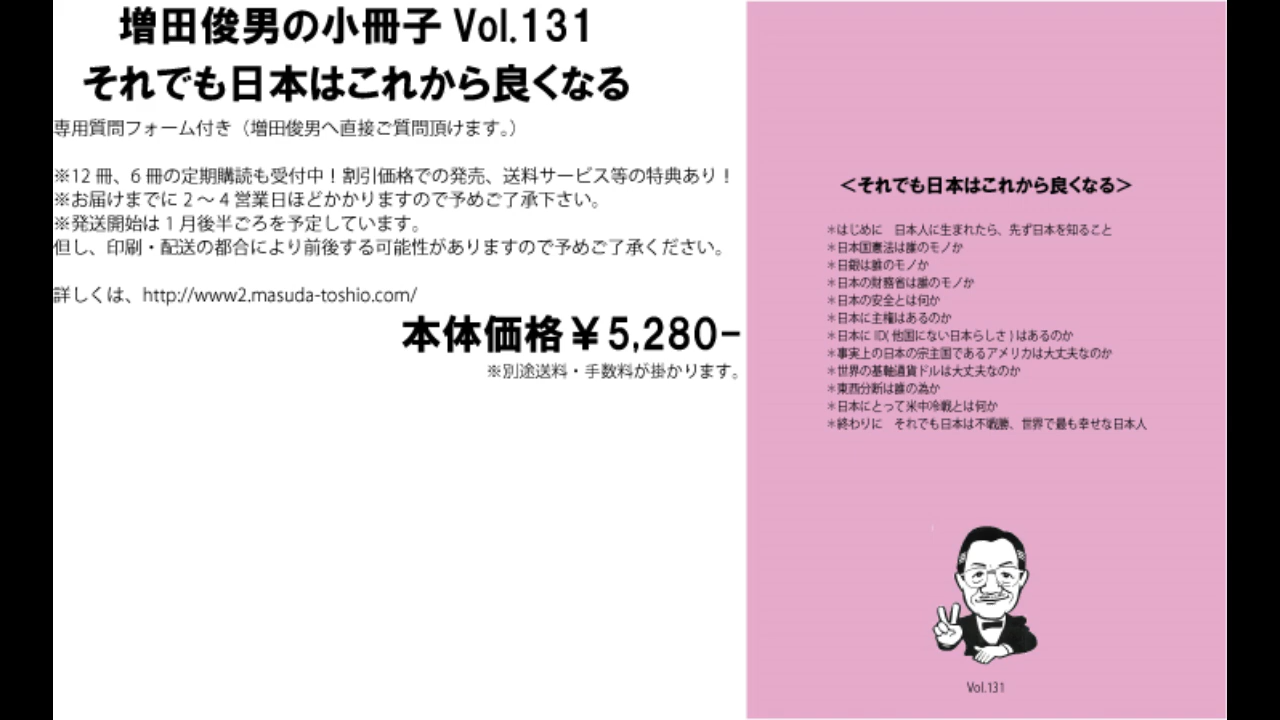 増田俊男の小冊子 Vol.131
それでも日本はこれから良くなる
専用質問フォーム付き（増田俊男へ直接ご質問頂けます。）
※12 冊、6 冊の定期購読も受付中！割引価格での発売、送料サービス等の特典あり！
※お届けまでに 2 ～ 4 営業日ほどかかりますので予めご了承下さい。
※発送開始は 1 月後半ごろを予定しています。
但し、印刷・配送の都合により前後する可能性がありますので予めご了承ください。
詳しくは、http://www2.masuda-toshio.com/
本体価格￥5,280−
※別途送料・手数料が掛かります。
＜それでも日本はこれから良くなる＞
＊はじめに　日本人に生まれたら、先ず日本を知ること
＊日本国憲法は誰のモノか
＊日銀は誰のモノか
＊日本の財務省は誰のモノか
＊日本の安全とは何か
＊日本に主権はあるのか
＊日本に ID( 他国にない日本らしさ ) はあるのか
＊事実上の日本の宗主国であるアメリカは大丈夫なのか
＊世界の基軸通貨ドルは大丈夫なのか
＊東西分断は誰の為か
＊日本にとって米中冷戦とは何か
＊終わりに　それでも日本は不戦勝、世界で最も幸せな日本人
Vol.131